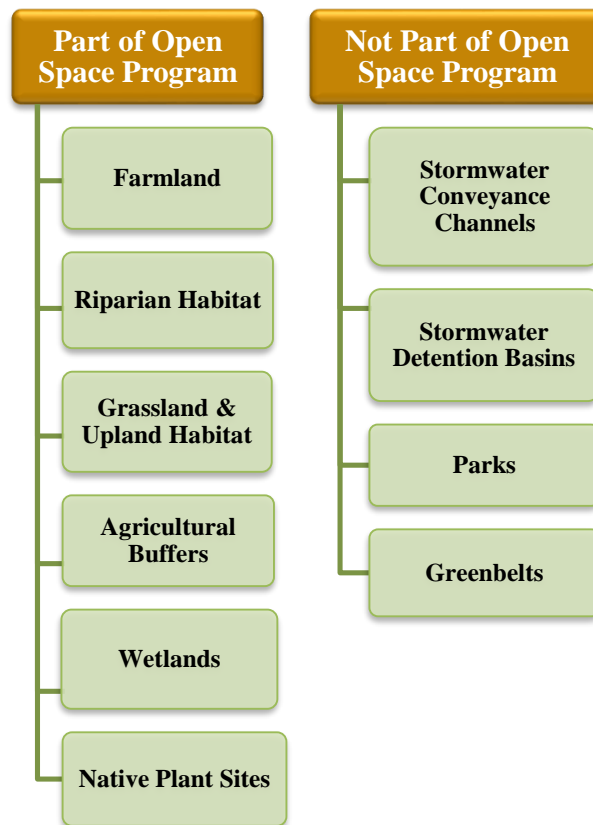 Part of Open
Space Program
Farmland
Riparian Habitat
Grassland &
Upland Habitat
Agricultural
Buffers
Wetlands
Native Plant Sites
Not Part of Open
Space Program
Stormwater
Conveyance
Channels
Stormwater
Detention Basins
Parks
Greenbelts